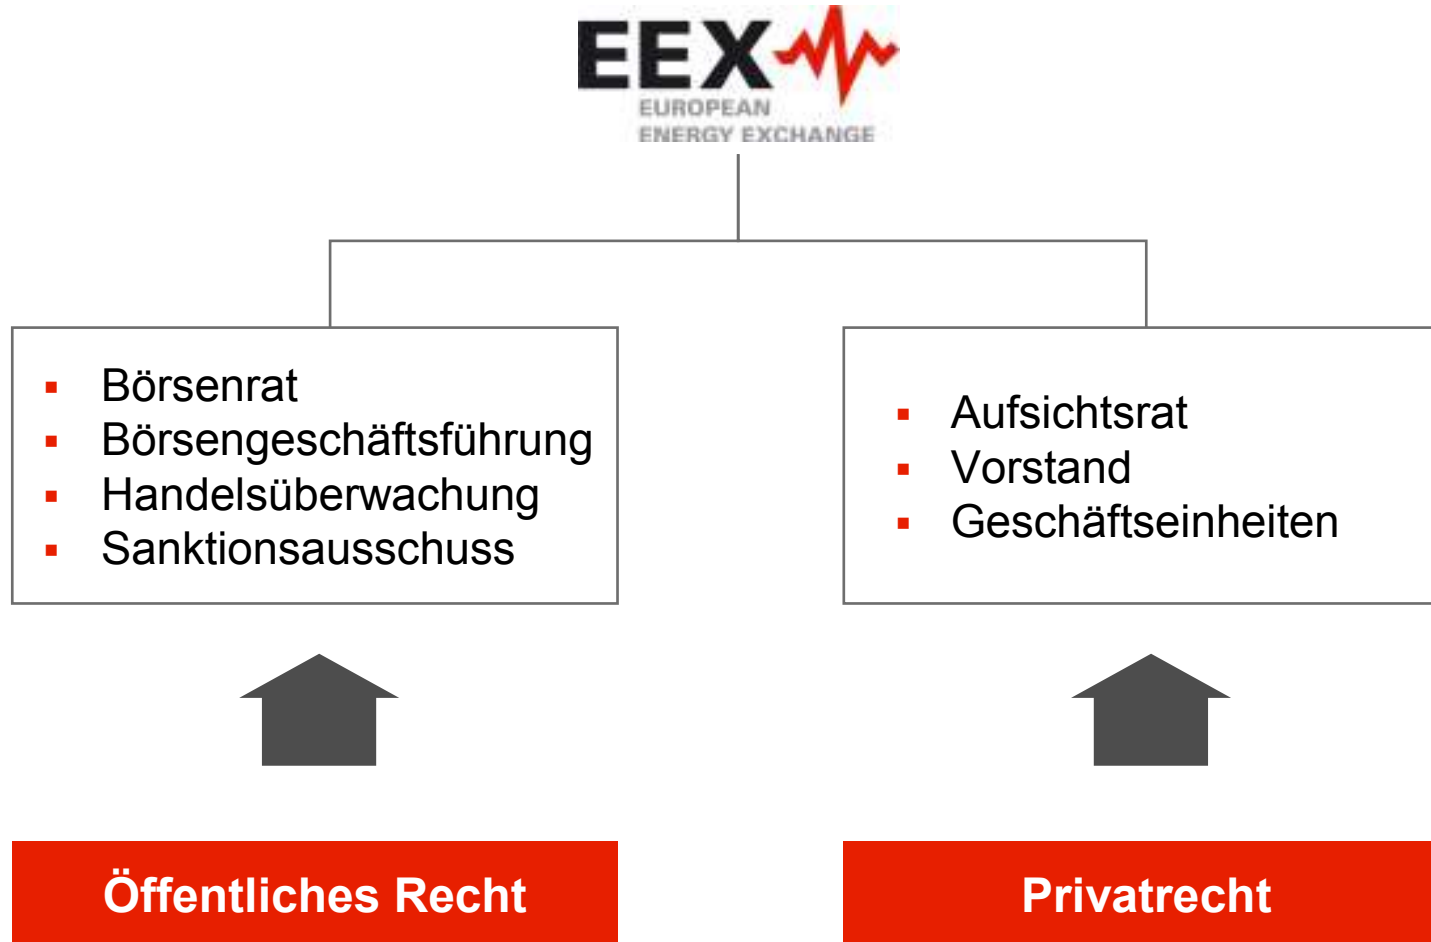 EEX
EUROPEAN
ENERGY EXCHANGE
Börsenrat
Börsengeschäftsführung
Handelsüberwachung
Sanktionsausschuss
Aufsichtsrat
Vorstand
Geschäftseinheiten
Öffentliches Recht
Privatrecht